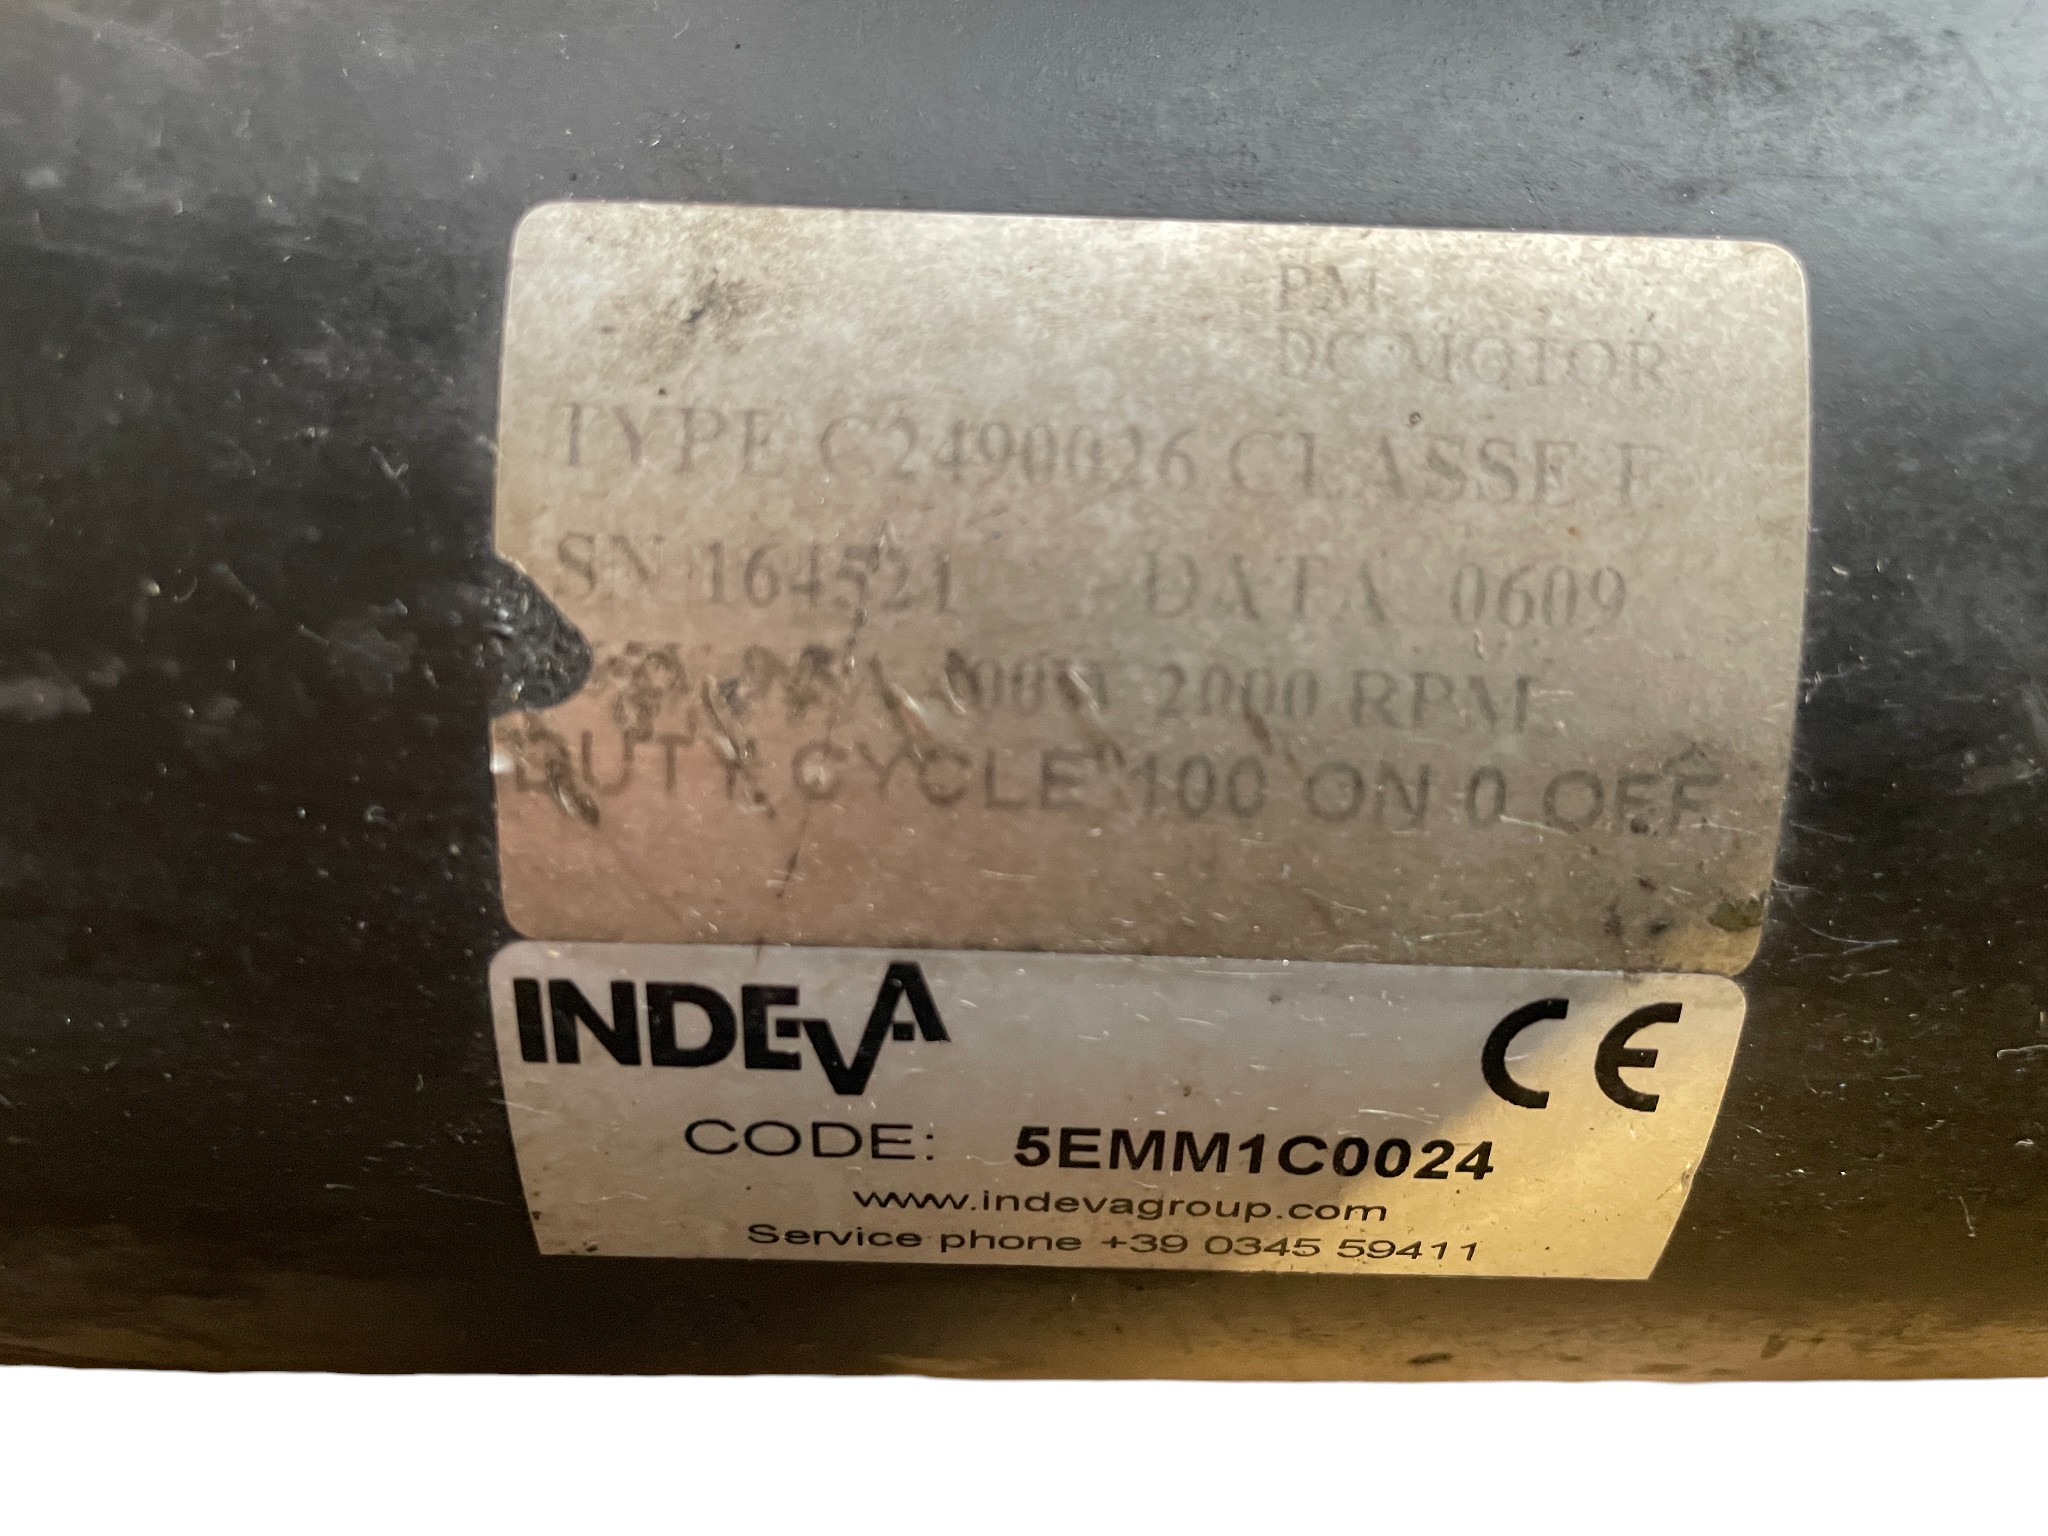 PM
DC MOTOR
TYPE C2490026 CLASSE F
SN 164521 DATA 0609
2000 RPM
DUTY CYCLE 100 ON 0 OFF
INDEVA CE
CODE: 5EMM1C0024
www.indevagroup.com
Service phone +39 0345 59411